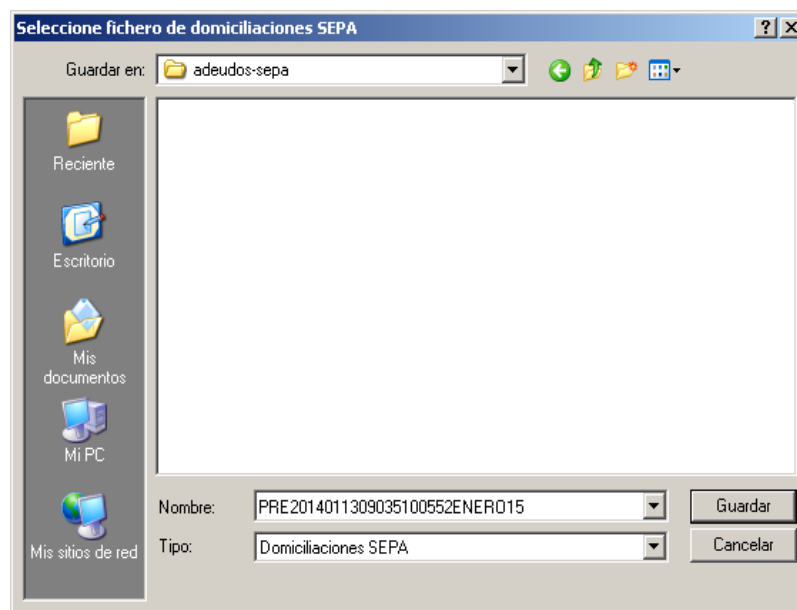 Seleccione fichero de domiciliaciones SEPA
Guardar en:
adeudos-sepa
Reciente
Escritorio
Mis
documentos
Mi PC
Mis sitios de red
Nombre:
PRE2014011309035100552ENERO15
Guardar
Tipo:
Domiciliaciones SEPA
Cancelar